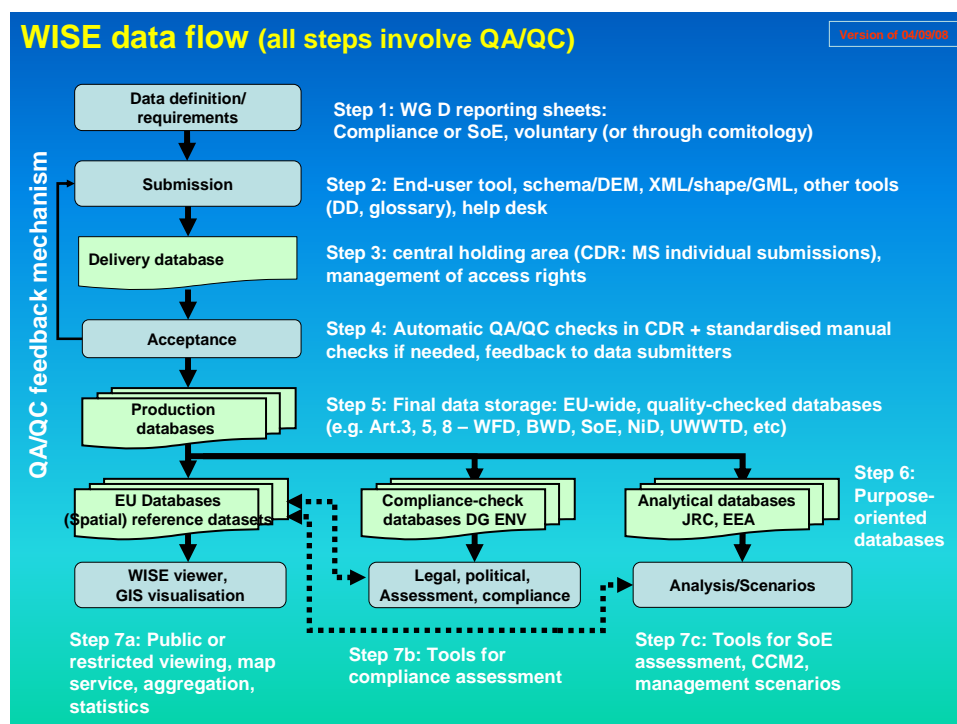 WISE data flow (all steps involve QA/QC)
Version of 04/09/08
QA/QC feedback mechanism
Data definition/
requirements
Step 1: WG D reporting sheets:
Compliance or SoE, voluntary (or through comitology)
Submission
Step 2: End-user tool, schema/DEM, XML/shape/GML, other tools
(DD, glossary), help desk
Delivery database
Step 3: central holding area (CDR: MS individual submissions),
management of access rights
Acceptance
Step 4: Automatic QA/QC checks in CDR + standardised manual
checks if needed, feedback to data submitters
Production
databases
Step 5: Final data storage: EU-wide, quality-checked databases
(e.g. Art.3, 5, 8 – WFD, BWD, SoE, NiD, UWWTD, etc)
EU Databases
(Spatial) reference datasets
Compliance-check
databases DG ENV
Analytical databases
JRC, EEA
Step 6:
Purpose-
oriented
databases
WISE viewer,
GIS visualisation
Legal, political,
Assessment, compliance
Analysis/Scenarios
Step 7a: Public or
restricted viewing, map
service, aggregation,
statistics
Step 7b: Tools for
compliance assessment
Step 7c: Tools for SoE
assessment, CCM2,
management scenarios